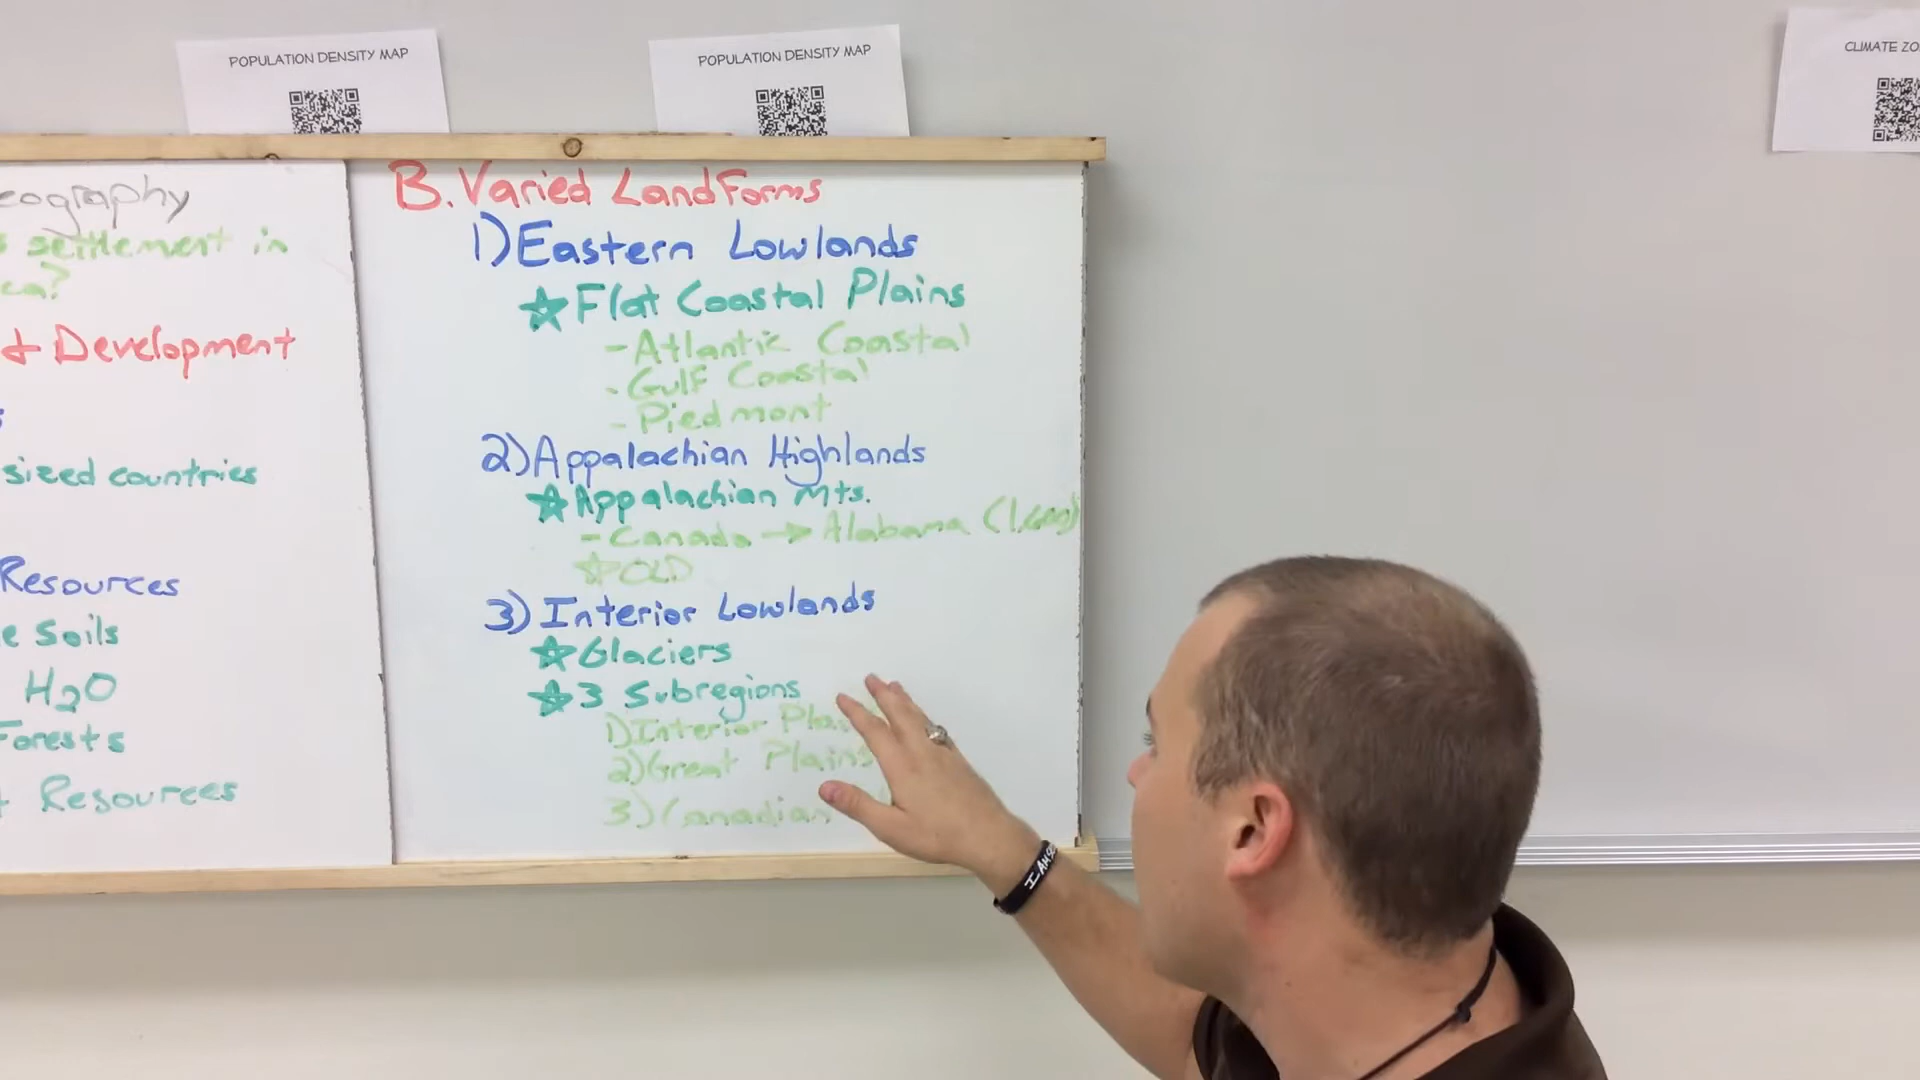 POPULATION DENSITY MAP
POPULATION DENSITY MAP
CLIMATE ZO
eography
s settlement in
ca?
+ Development
sized countries
Resources
e Soils
H2O
Forests
+ Resources
B. Varied Landforms
1) Eastern Lowlands
☆ Flat Coastal Plains
- Atlantic Coastal
- Gulf Coastal
- Piedmont
2) Appalachian Highlands
☆ Appalachian Mts.
- Canada → Alabama (1,600)
☆ OLD
3) Interior Lowlands
☆ Glaciers
☆ 3 Subregions
1) Interior Pla
2) Great Plains
3) Canadian
I AM SE